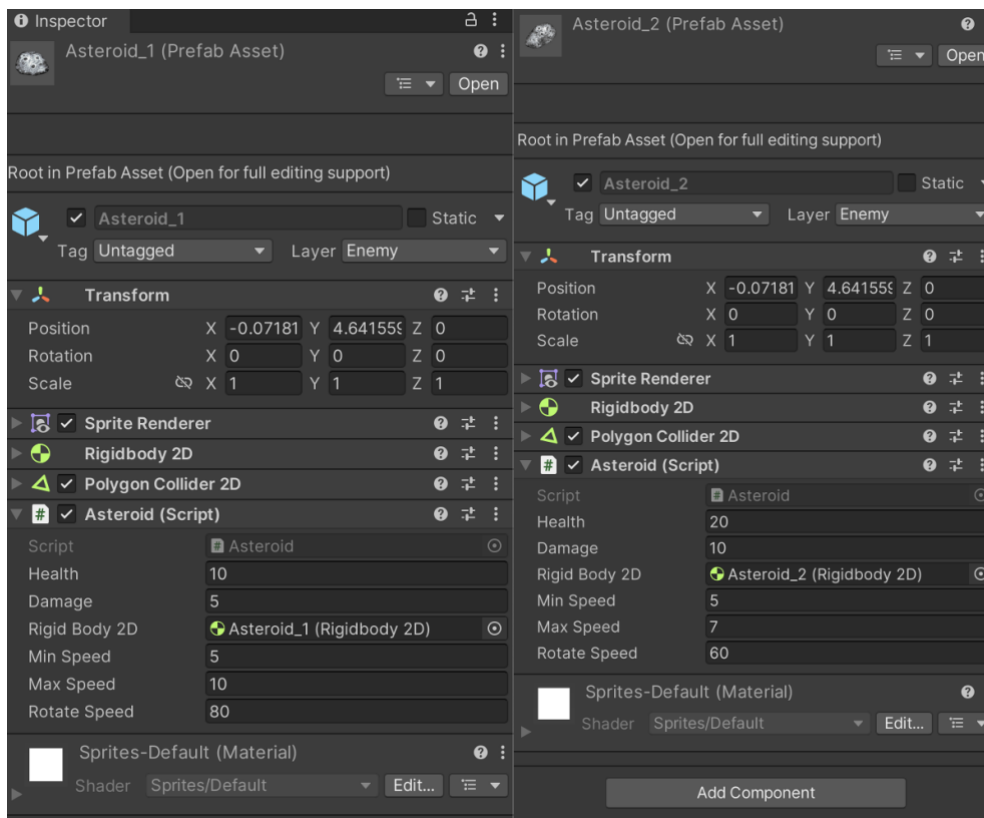 Inspector
Asteroid_1 (Prefab Asset)
Open
Root in Prefab Asset (Open for full editing support)
Asteroid_1 Static
Tag Untagged Layer Enemy
Transform
Position X -0.07181 Y 4.641559 Z 0
Rotation X 0 Y 0 Z 0
Scale X 1 Y 1 Z 1
Sprite Renderer
Rigidbody 2D
Polygon Collider 2D
# Asteroid (Script)
Script # Asteroid
Health 10
Damage 5
Rigid Body 2D Asteroid_1 (Rigidbody 2D)
Min Speed 5
Max Speed 10
Rotate Speed 80
Sprites-Default (Material)
Shader Sprites/Default Edit...
Asteroid_2 (Prefab Asset)
Open
Root in Prefab Asset (Open for full editing support)
Asteroid_2 Static
Tag Untagged Layer Enemy
Transform
Position X -0.07181 Y 4.641559 Z 0
Rotation X 0 Y 0 Z 0
Scale X 1 Y 1 Z 1
Sprite Renderer
Rigidbody 2D
Polygon Collider 2D
# Asteroid (Script)
Script # Asteroid
Health 20
Damage 10
Rigid Body 2D Asteroid_2 (Rigidbody 2D)
Min Speed 5
Max Speed 7
Rotate Speed 60
Sprites-Default (Material)
Shader Sprites/Default Edit...
Add Component